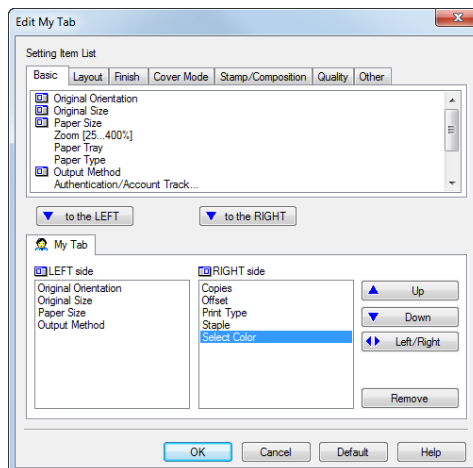 Edit My Tab
Setting Item List
Basic Layout Finish Cover Mode Stamp/Composition Quality Other
Original Orientation
Original Size
Paper Size
Zoom [25...400%]
Paper Tray
Paper Type
Output Method
Authentication/Account Track...
to the LEFT to the RIGHT
My Tab
LEFT side RIGHT side
Original Orientation
Original Size
Paper Size
Output Method
Copies
Offset
Print Type
Staple
Select Color
Up
Down
Left/Right
Remove
OK Cancel Default Help